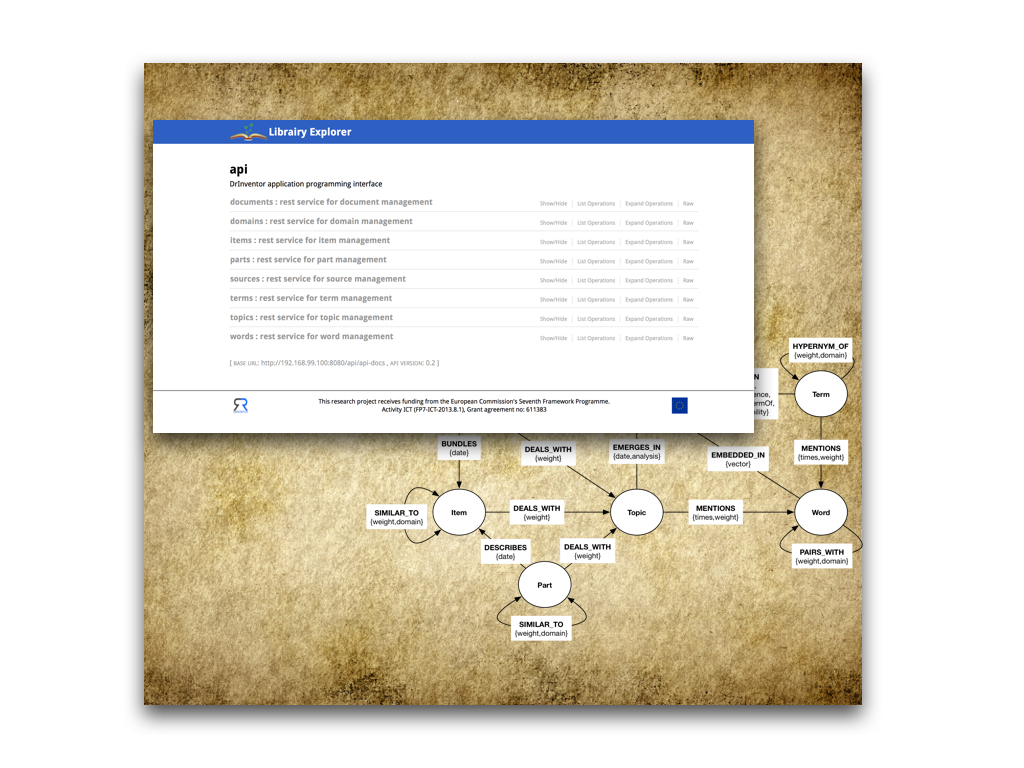 Librairy Explorer
api
DrInventor application programming interface
documents : rest service for document management Show/Hide List Operations Expand Operations Raw
domains : rest service for domain management Show/Hide List Operations Expand Operations Raw
items : rest service for item management Show/Hide List Operations Expand Operations Raw
parts : rest service for part management Show/Hide List Operations Expand Operations Raw
sources : rest service for source management Show/Hide List Operations Expand Operations Raw
terms : rest service for term management Show/Hide List Operations Expand Operations Raw
topics : rest service for topic management Show/Hide List Operations Expand Operations Raw
words : rest service for word management Show/Hide List Operations Expand Operations Raw
[ BASE URL: http://192.168.99.100:8080/api/api-docs , API VERSION: 0.2 ]
This research project receives funding from the European Commission's Seventh Framework Programme.
Activity ICT (FP7-ICT-2013.8.1), Grant agreement no: 611383
HYPERNYM_OF
{weight,domain}
Term
BUNDLES
{date}
DEALS_WITH
{weight}
EMERGES_IN
{date,analysis}
EMBEDDED_IN
{vector}
MENTIONS
{times,weight}
SIMILAR_TO
{weight,domain}
Item
DEALS_WITH
{weight}
Topic
MENTIONS
{times,weight}
Word
DESCRIBES
{date}
DEALS_WITH
{weight}
PAIRS_WITH
{weight,domain}
Part
SIMILAR_TO
{weight,domain}